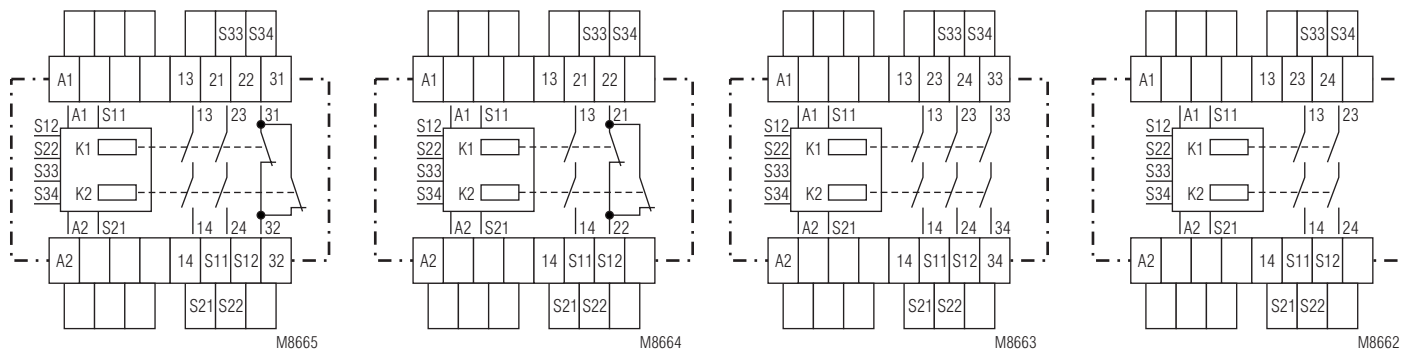 S33 S34
A1 13 21 22 31
A1 S11 13 23 31
S12
S22 K1
S33
S34 K2
A2 S21 14 24 32
A2 14 S11 S12 32
S21 S22
M8665
S33 S34
A1 13 21 22
A1 S11 13 21
S12
S22 K1
S33
S34 K2
A2 S21 14 22
A2 14 S11 S12
S21 S22
M8664
S33 S34
A1 13 23 24 33
A1 S11 13 23 33
S12
S22 K1
S33
S34 K2
A2 S21 14 24 34
A2 14 S11 S12 34
S21 S22
M8663
S33 S34
A1 13 23 24
A1 S11 13 23
S12
S22 K1
S33
S34 K2
A2 S21 14 24
A2 14 S11 S12
S21 S22
M8662